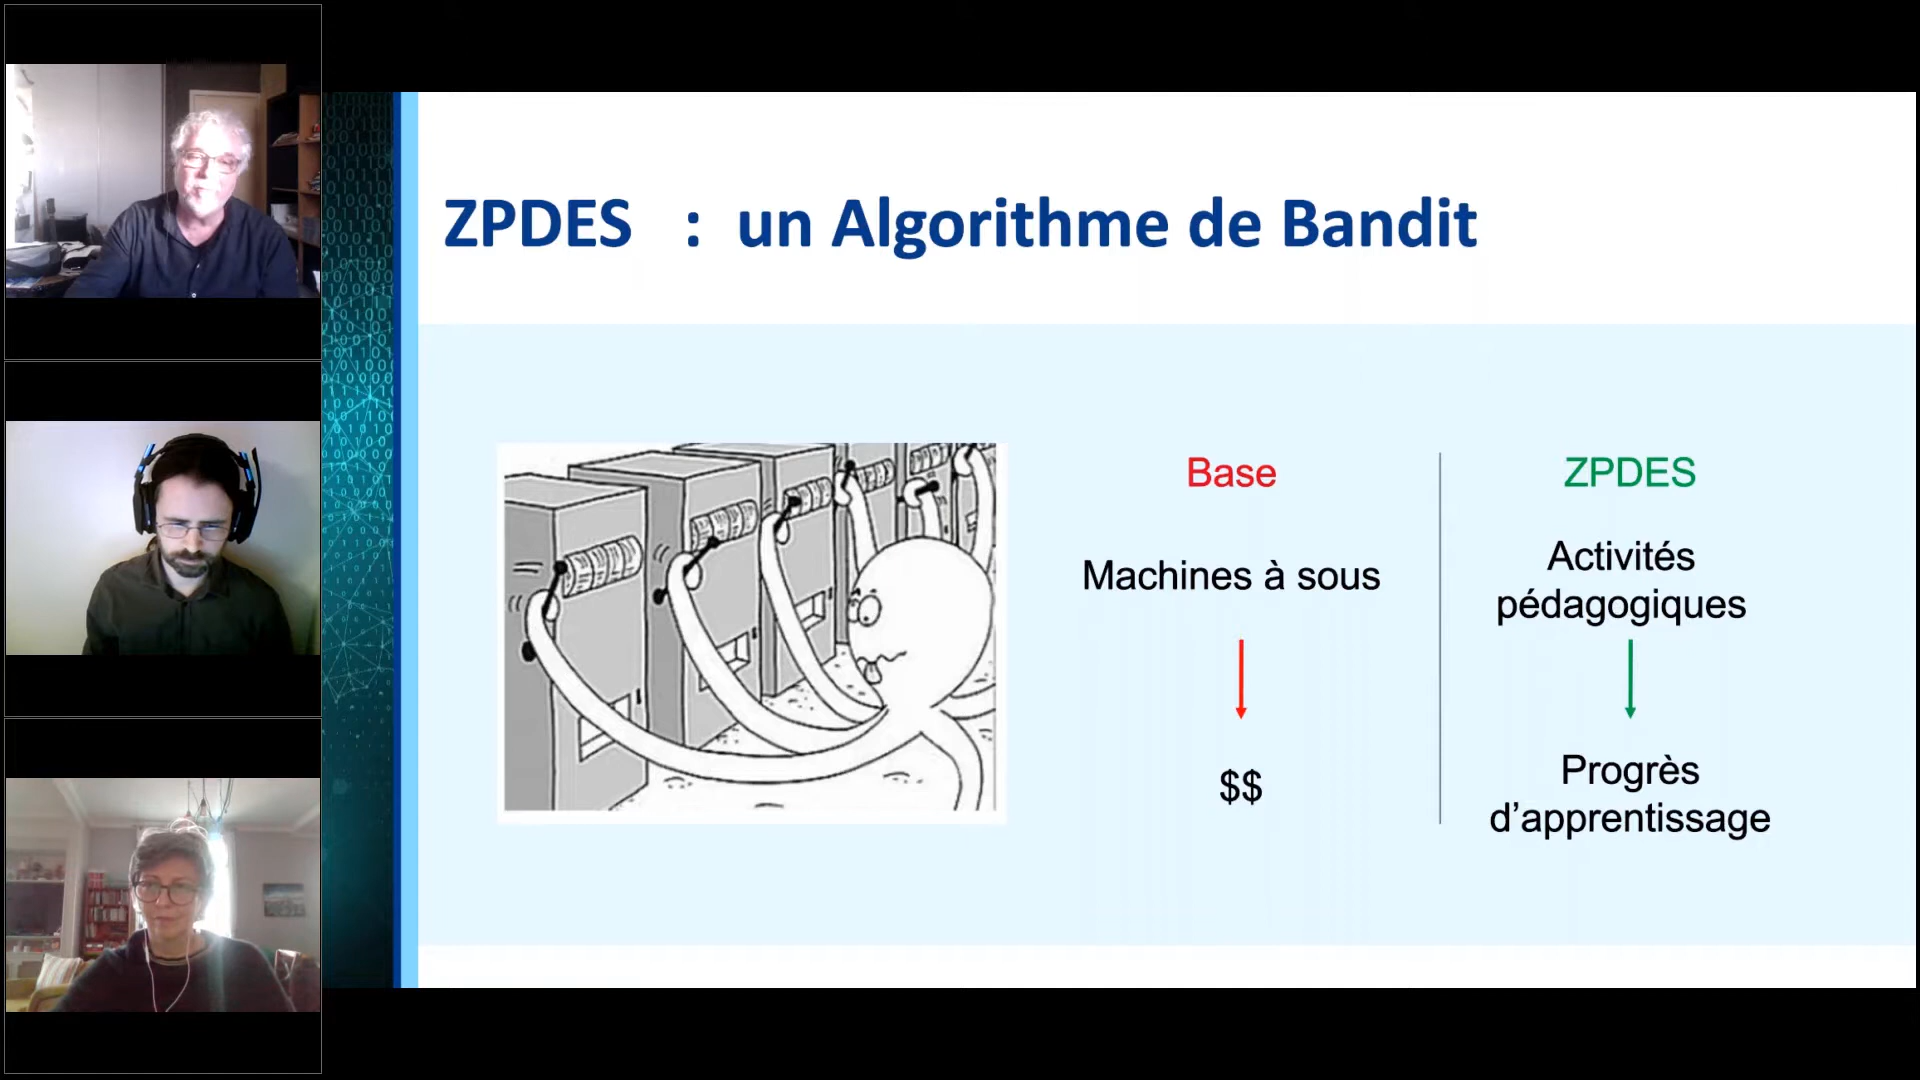 ZPDES : un Algorithme de Bandit
Base
Machines à sous
$$
ZPDES
Activités
pédagogiques
Progrès
d’apprentissage